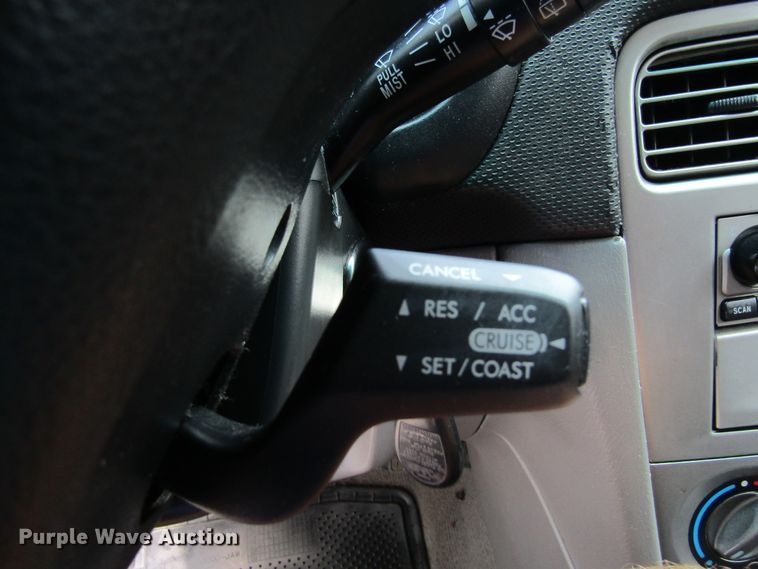 LO
HI
PULL
MIST
CANCEL
RES / ACC
CRUISE
SET/COAST
SCAN
Purple Wave Auction